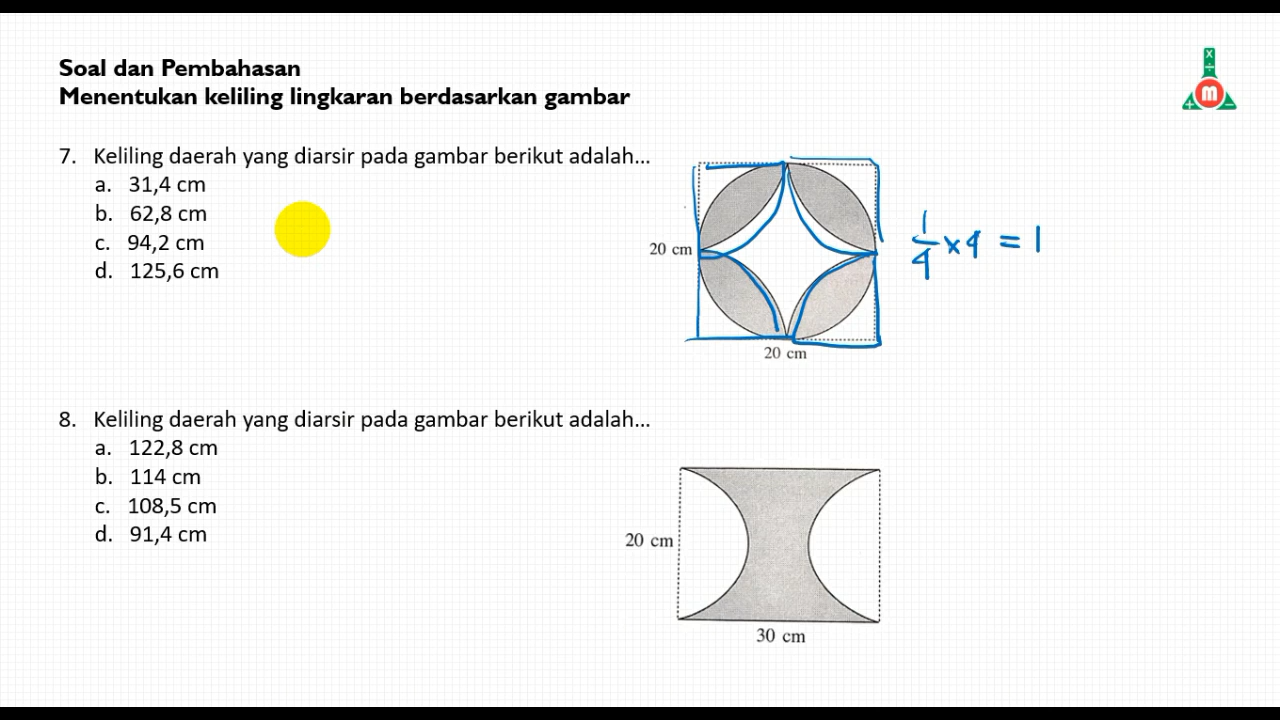 Soal dan Pembahasan
Menentukan keliling lingkaran berdasarkan gambar
7. Keliling daerah yang diarsir pada gambar berikut adalah...
a. 31,4 cm
b. 62,8 cm
c. 94,2 cm
d. 125,6 cm
20 cm
20 cm
1/4 × 4 = 1
8. Keliling daerah yang diarsir pada gambar berikut adalah...
a. 122,8 cm
b. 114 cm
c. 108,5 cm
d. 91,4 cm
20 cm
30 cm
x
÷
m
+ −